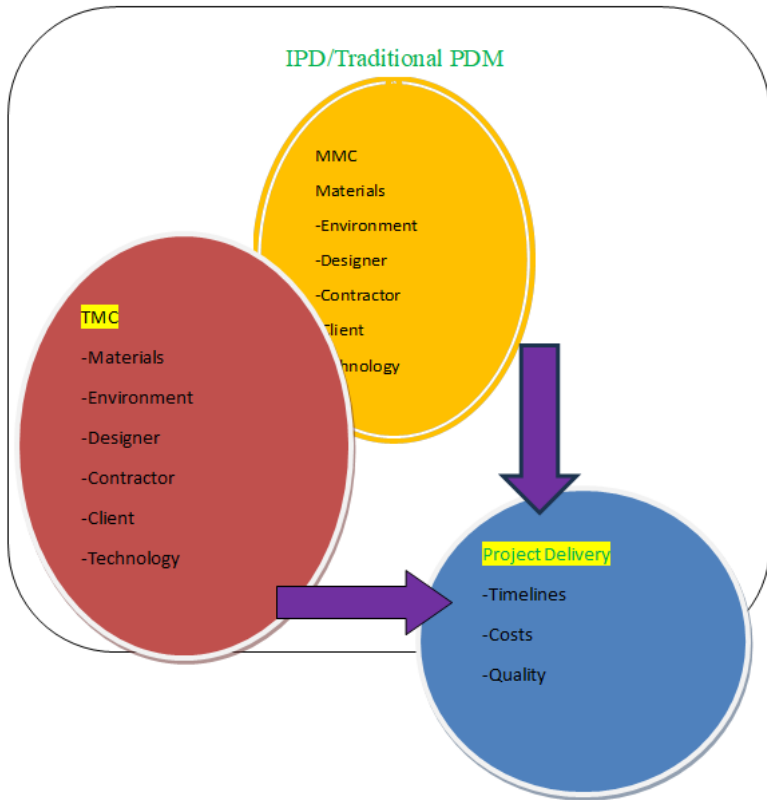 IPD/Traditional PDM
MMC
Materials
-Environment
-Designer
-Contractor
TMC
-Materials
-Environment
-Designer
-Contractor
-Client
-Technology
Project Delivery
-Timelines
-Costs
-Quality